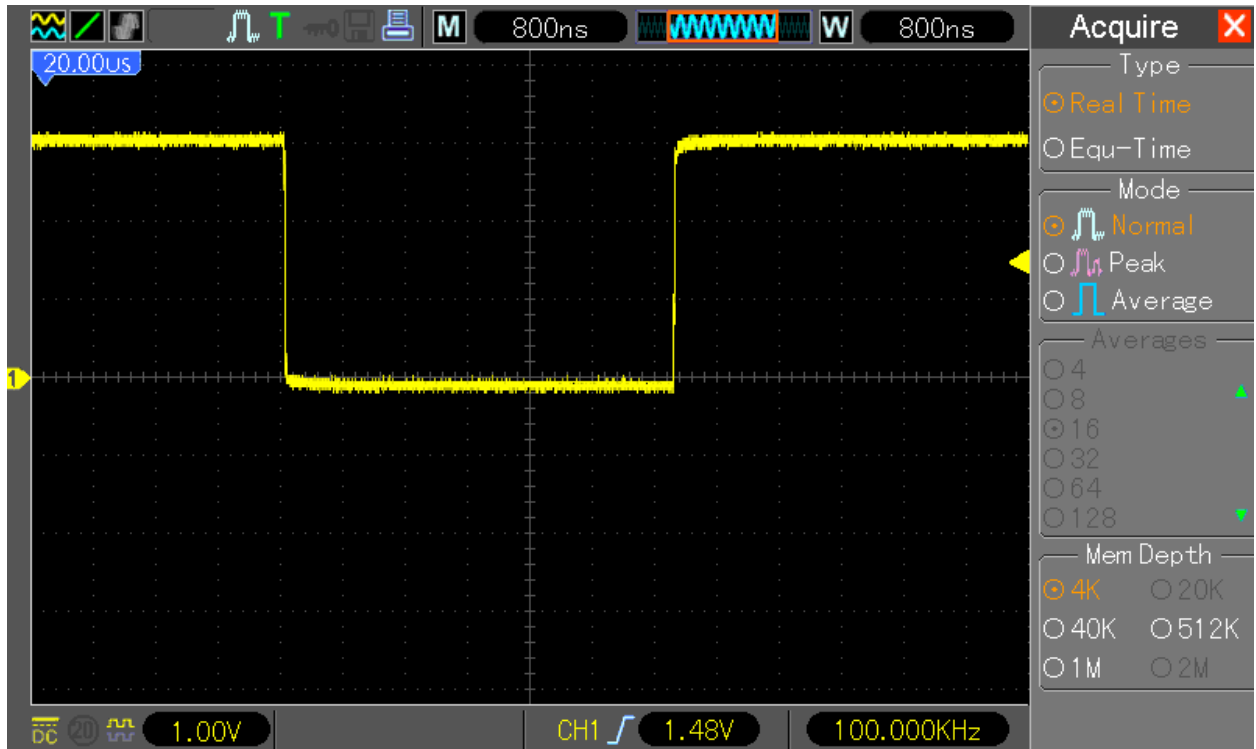 T M 800ns W 800ns
20.00us
1
DC 20 1.00V CH1 1.48V 100.000KHz
Acquire
Type
Real Time
Equ-Time
Mode
Normal
Peak
Average
Averages
4
8
16
32
64
128
Mem Depth
4K 20K
40K 512K
1M 2M